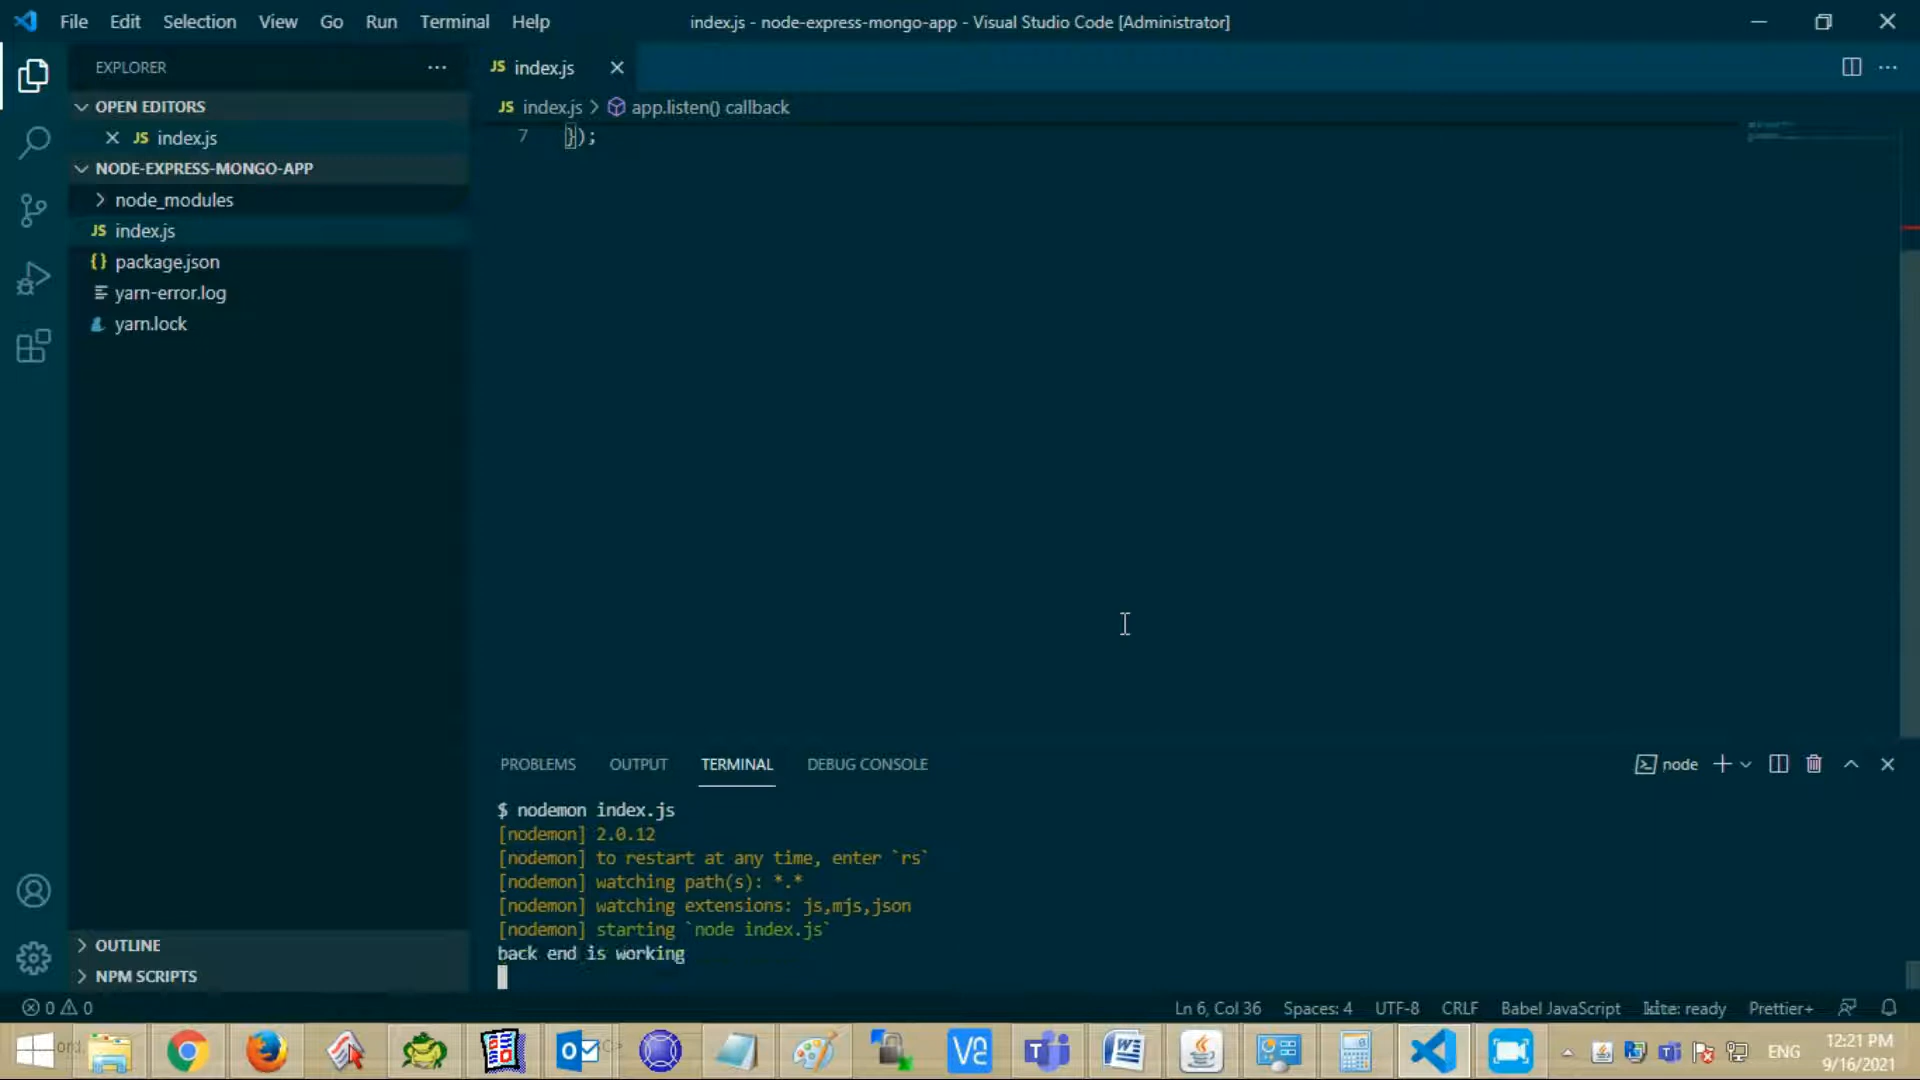 File Edit Selection View Go Run Terminal Help
index.js - node-express-mongo-app - Visual Studio Code [Administrator]
EXPLORER
OPEN EDITORS
JS index.js
NODE-EXPRESS-MONGO-APP
node_modules
JS index.js
{} package.json
yarn-error.log
yarn.lock
OUTLINE
NPM SCRIPTS
JS index.js
JS index.js > app.listen() callback
7 });
PROBLEMS OUTPUT TERMINAL DEBUG CONSOLE
node
$ nodemon index.js
[nodemon] 2.0.12
[nodemon] to restart at any time, enter `rs`
[nodemon] watching path(s): *.*
[nodemon] watching extensions: js,mjs,json
[nodemon] starting `node index.js`
back end is working
0 0
Ln 6, Col 36 Spaces: 4 UTF-8 CRLF Babel JavaScript kite: ready Prettier+
ENG
12:21 PM
9/16/2021